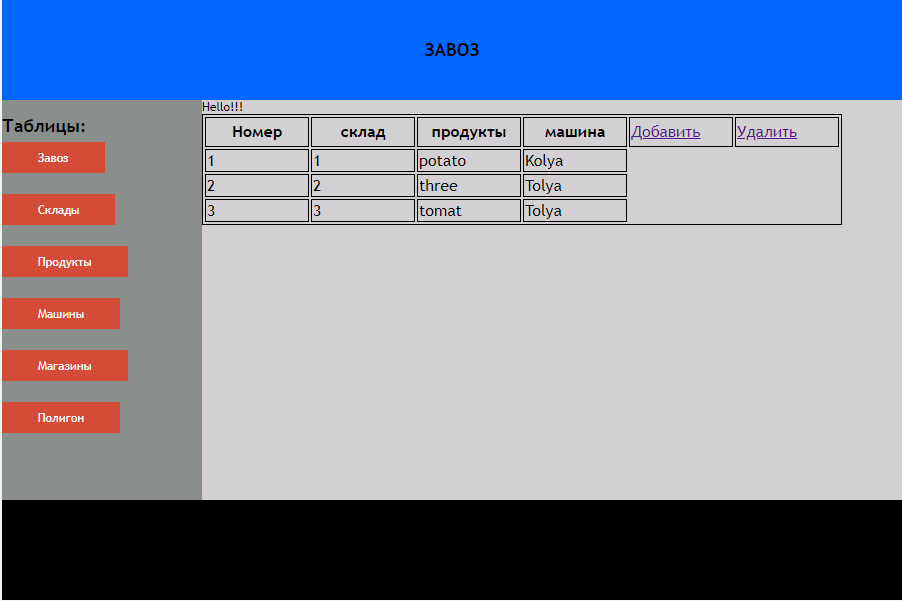 ЗАВОЗ
Hello!!!
Таблицы:
Завоз
Склады
Продукты
Машины
Магазины
Полигон
Номер склад продукты машина Добавить Удалить
1 1 potato Kolya
2 2 three Tolya
3 3 tomat Tolya